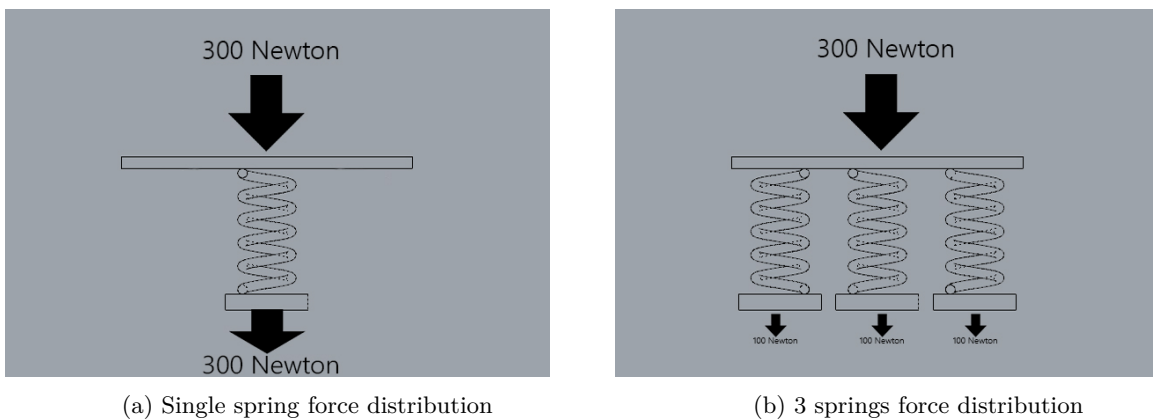 300 Newton
300 Newton
(a) Single spring force distribution
300 Newton
100 Newton 100 Newton 100 Newton
(b) 3 springs force distribution